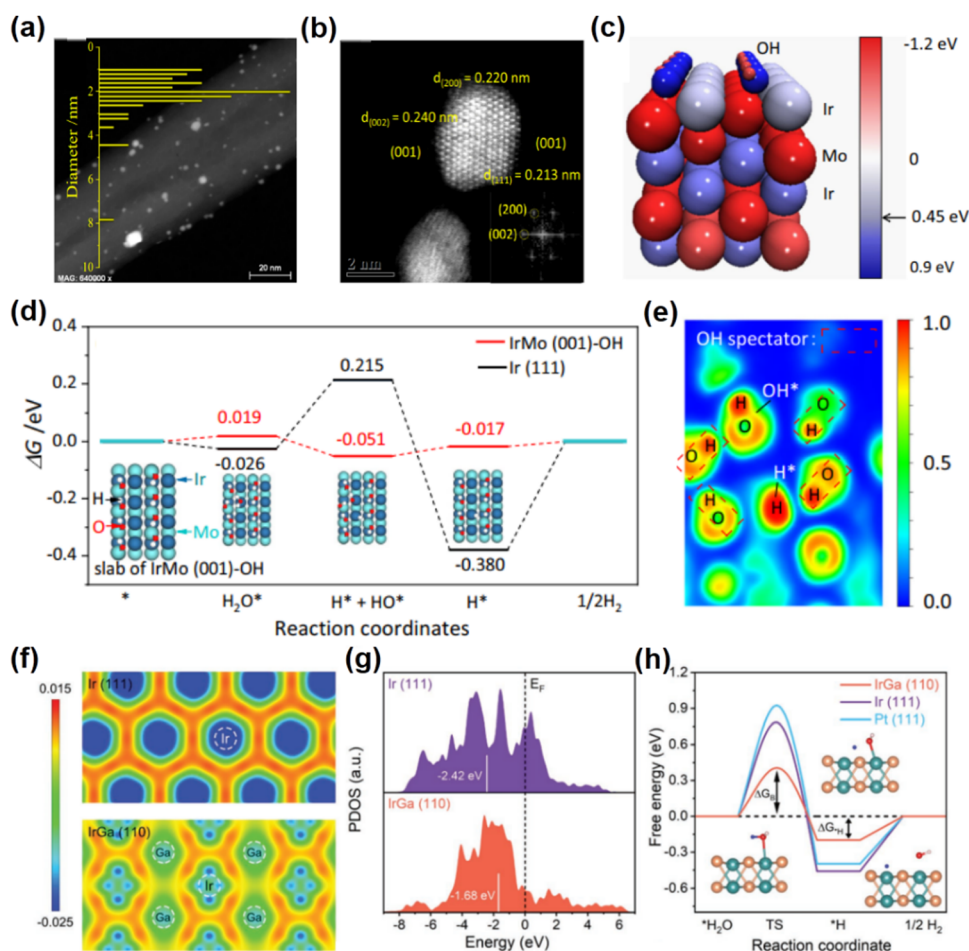 (a)
0
2
4
6
8
10
Diameter /nm
MAG: 640000 x
20 nm
(b)
d(200) = 0.220 nm
d(002) = 0.240 nm
(001)
(001)
d(111) = 0.213 nm
(200)
(002)
2 nm
(c)
OH
Ir
Mo
Ir
-1.2 eV
0
0.45 eV
0.9 eV
(d)
ΔG /eV
0.4
0.2
0.0
-0.2
-0.4
IrMo (001)-OH
Ir (111)
0.215
0.019
-0.026
-0.051
-0.017
-0.380
H
O
Ir
Mo
slab of IrMo (001)-OH
*
H₂O*
H* + HO*
H*
1/2H₂
Reaction coordinates
(e)
OH spectator:
OH*
H
O
O
H
H
O
H*
O
H
H
O
H
1.0
0.5
0.0
(f)
0.015
-0.025
Ir (111)
Ir
IrGa (110)
Ga
Ga
Ir
Ga
Ga
(g)
PDOS (a.u.)
Ir (111)
E_F
-2.42 eV
IrGa (110)
-1.68 eV
-8 -6 -4 -2 0 2 4 6
Energy (eV)
(h)
Free energy (eV)
1.2
0.9
0.6
0.3
0.0
-0.3
-0.6
IrGa (110)
Ir (111)
Pt (111)
ΔG_B
ΔG*H
*H₂O
TS
*H
1/2 H₂
Reaction coordinate